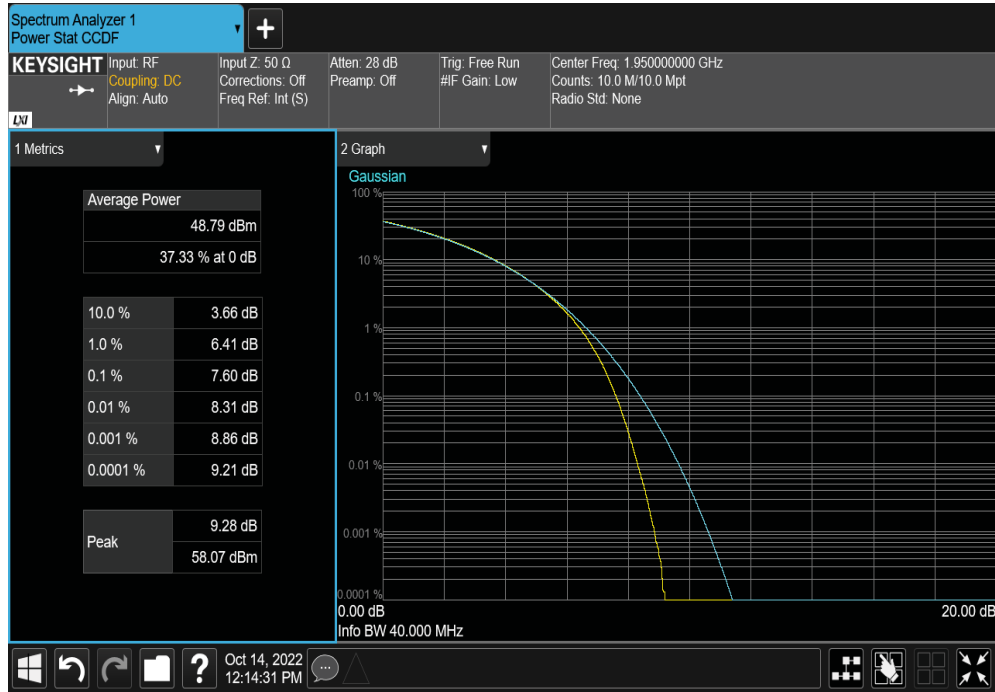 Spectrum Analyzer 1
Power Stat CCDF
+
KEYSIGHT
LXI
Input: RF
Coupling: DC
Align: Auto
Input Z: 50 Ω
Corrections: Off
Freq Ref: Int (S)
Atten: 28 dB
Preamp: Off
Trig: Free Run
#IF Gain: Low
Center Freq: 1.950000000 GHz
Counts: 10.0 M/10.0 Mpt
Radio Std: None
1 Metrics
Average Power
48.79 dBm
37.33 % at 0 dB
10.0 % 3.66 dB
1.0 % 6.41 dB
0.1 % 7.60 dB
0.01 % 8.31 dB
0.001 % 8.86 dB
0.0001 % 9.21 dB
Peak
9.28 dB
58.07 dBm
2 Graph
Gaussian
100 %
10 %
1 %
0.1 %
0.01 %
0.001 %
0.0001 %
0.00 dB 20.00 dB
Info BW 40.000 MHz
?
Oct 14, 2022
12:14:31 PM